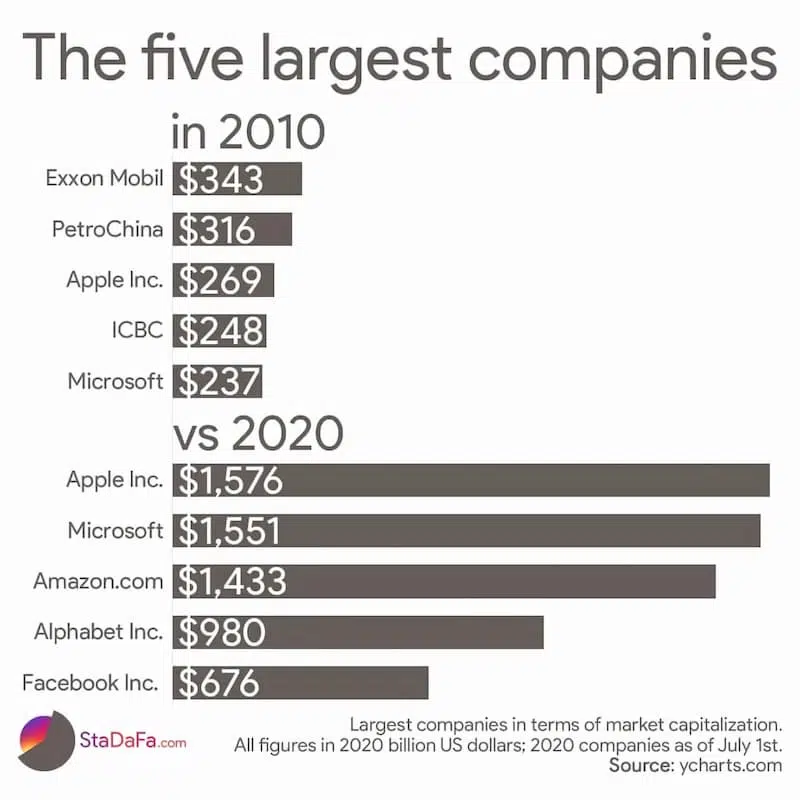 The five largest companies
in 2010
Exxon Mobil $343
PetroChina $316
Apple Inc. $269
ICBC $248
Microsoft $237
vs 2020
Apple Inc. $1,576
Microsoft $1,551
Amazon.com $1,433
Alphabet Inc. $980
Facebook Inc. $676
StaDaFa.com
Largest companies in terms of market capitalization.
All figures in 2020 billion US dollars; 2020 companies as of July 1st.
Source: ycharts.com